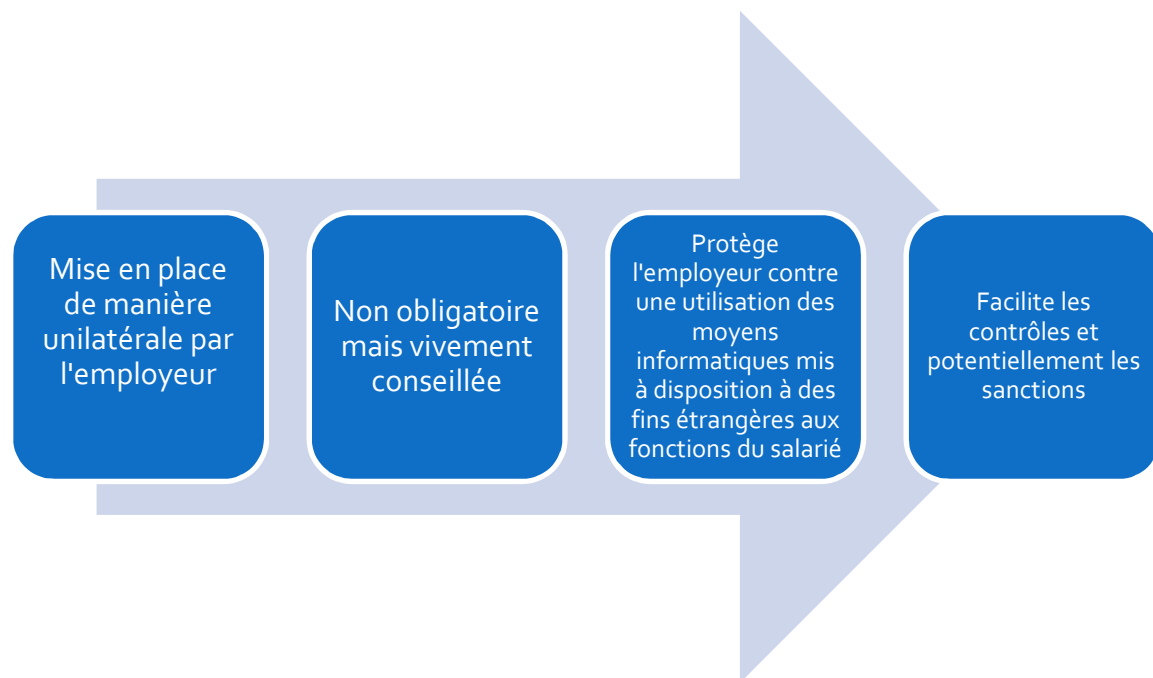 Mise en place
de manière
unilatérale par
l'employeur
Non obligatoire
mais vivement
conseillée
Protège
l'employeur contre
une utilisation des
moyens
informatiques mis
à disposition à des
fins étrangères aux
fonctions du salarié
Facilite les
contrôles et
potentiellement les
sanctions